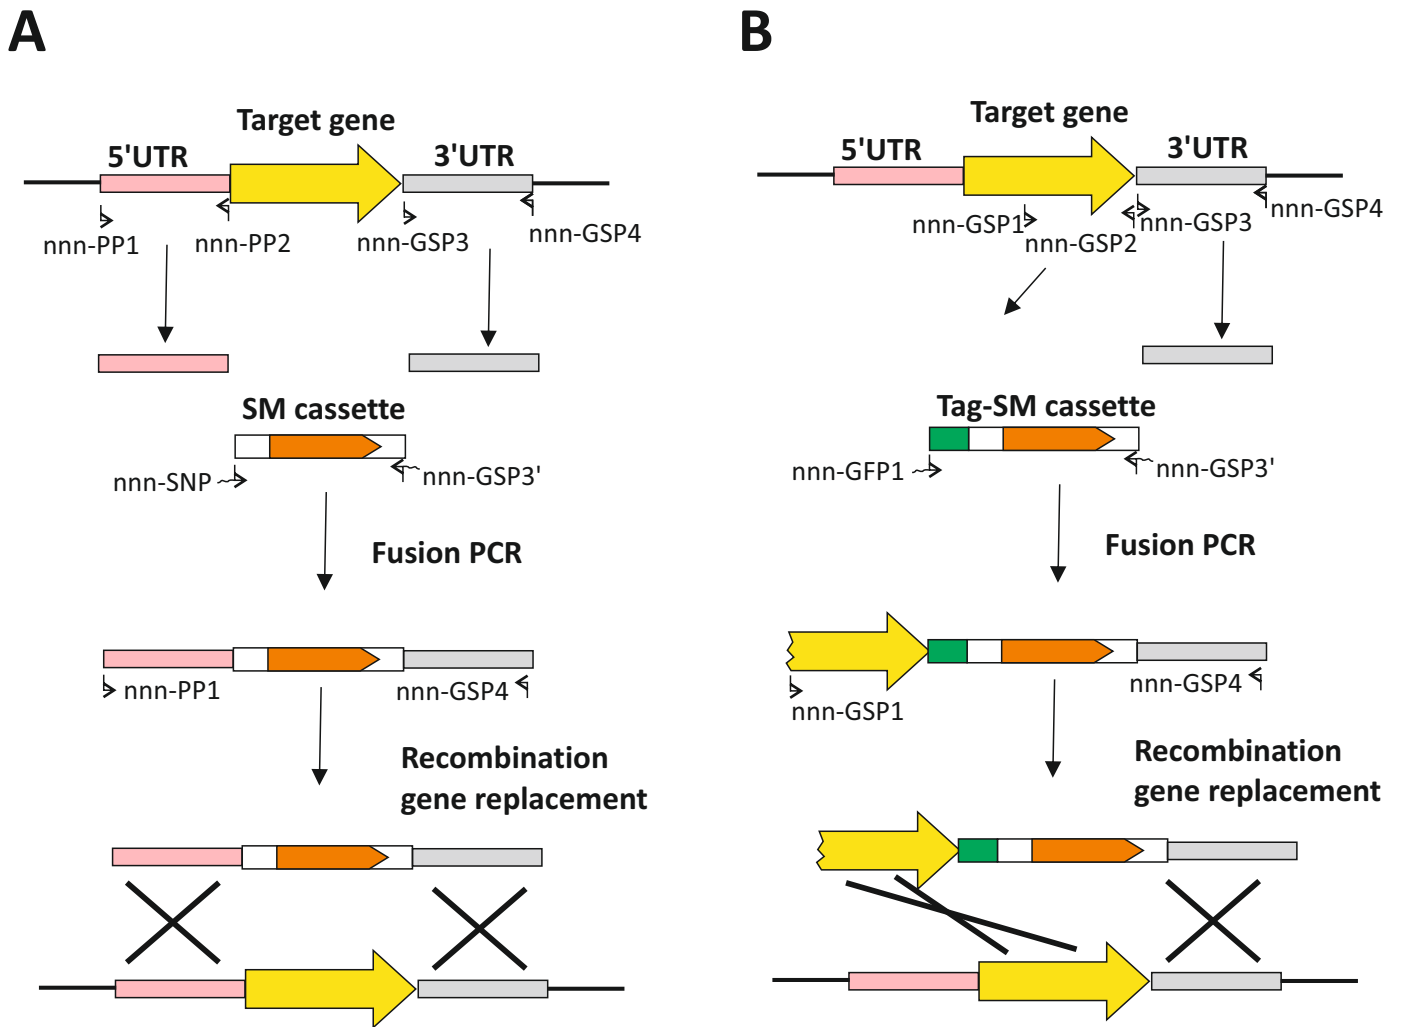 A
Target gene
5'UTR
3'UTR
nnn-PP1
nnn-PP2
nnn-GSP3
nnn-GSP4
SM cassette
nnn-SNP
nnn-GSP3'
Fusion PCR
nnn-PP1
nnn-GSP4
Recombination
gene replacement
B
Target gene
5'UTR
3'UTR
nnn-GSP1
nnn-GSP2
nnn-GSP3
nnn-GSP4
Tag-SM cassette
nnn-GFP1
nnn-GSP3'
Fusion PCR
nnn-GSP1
nnn-GSP4
Recombination
gene replacement